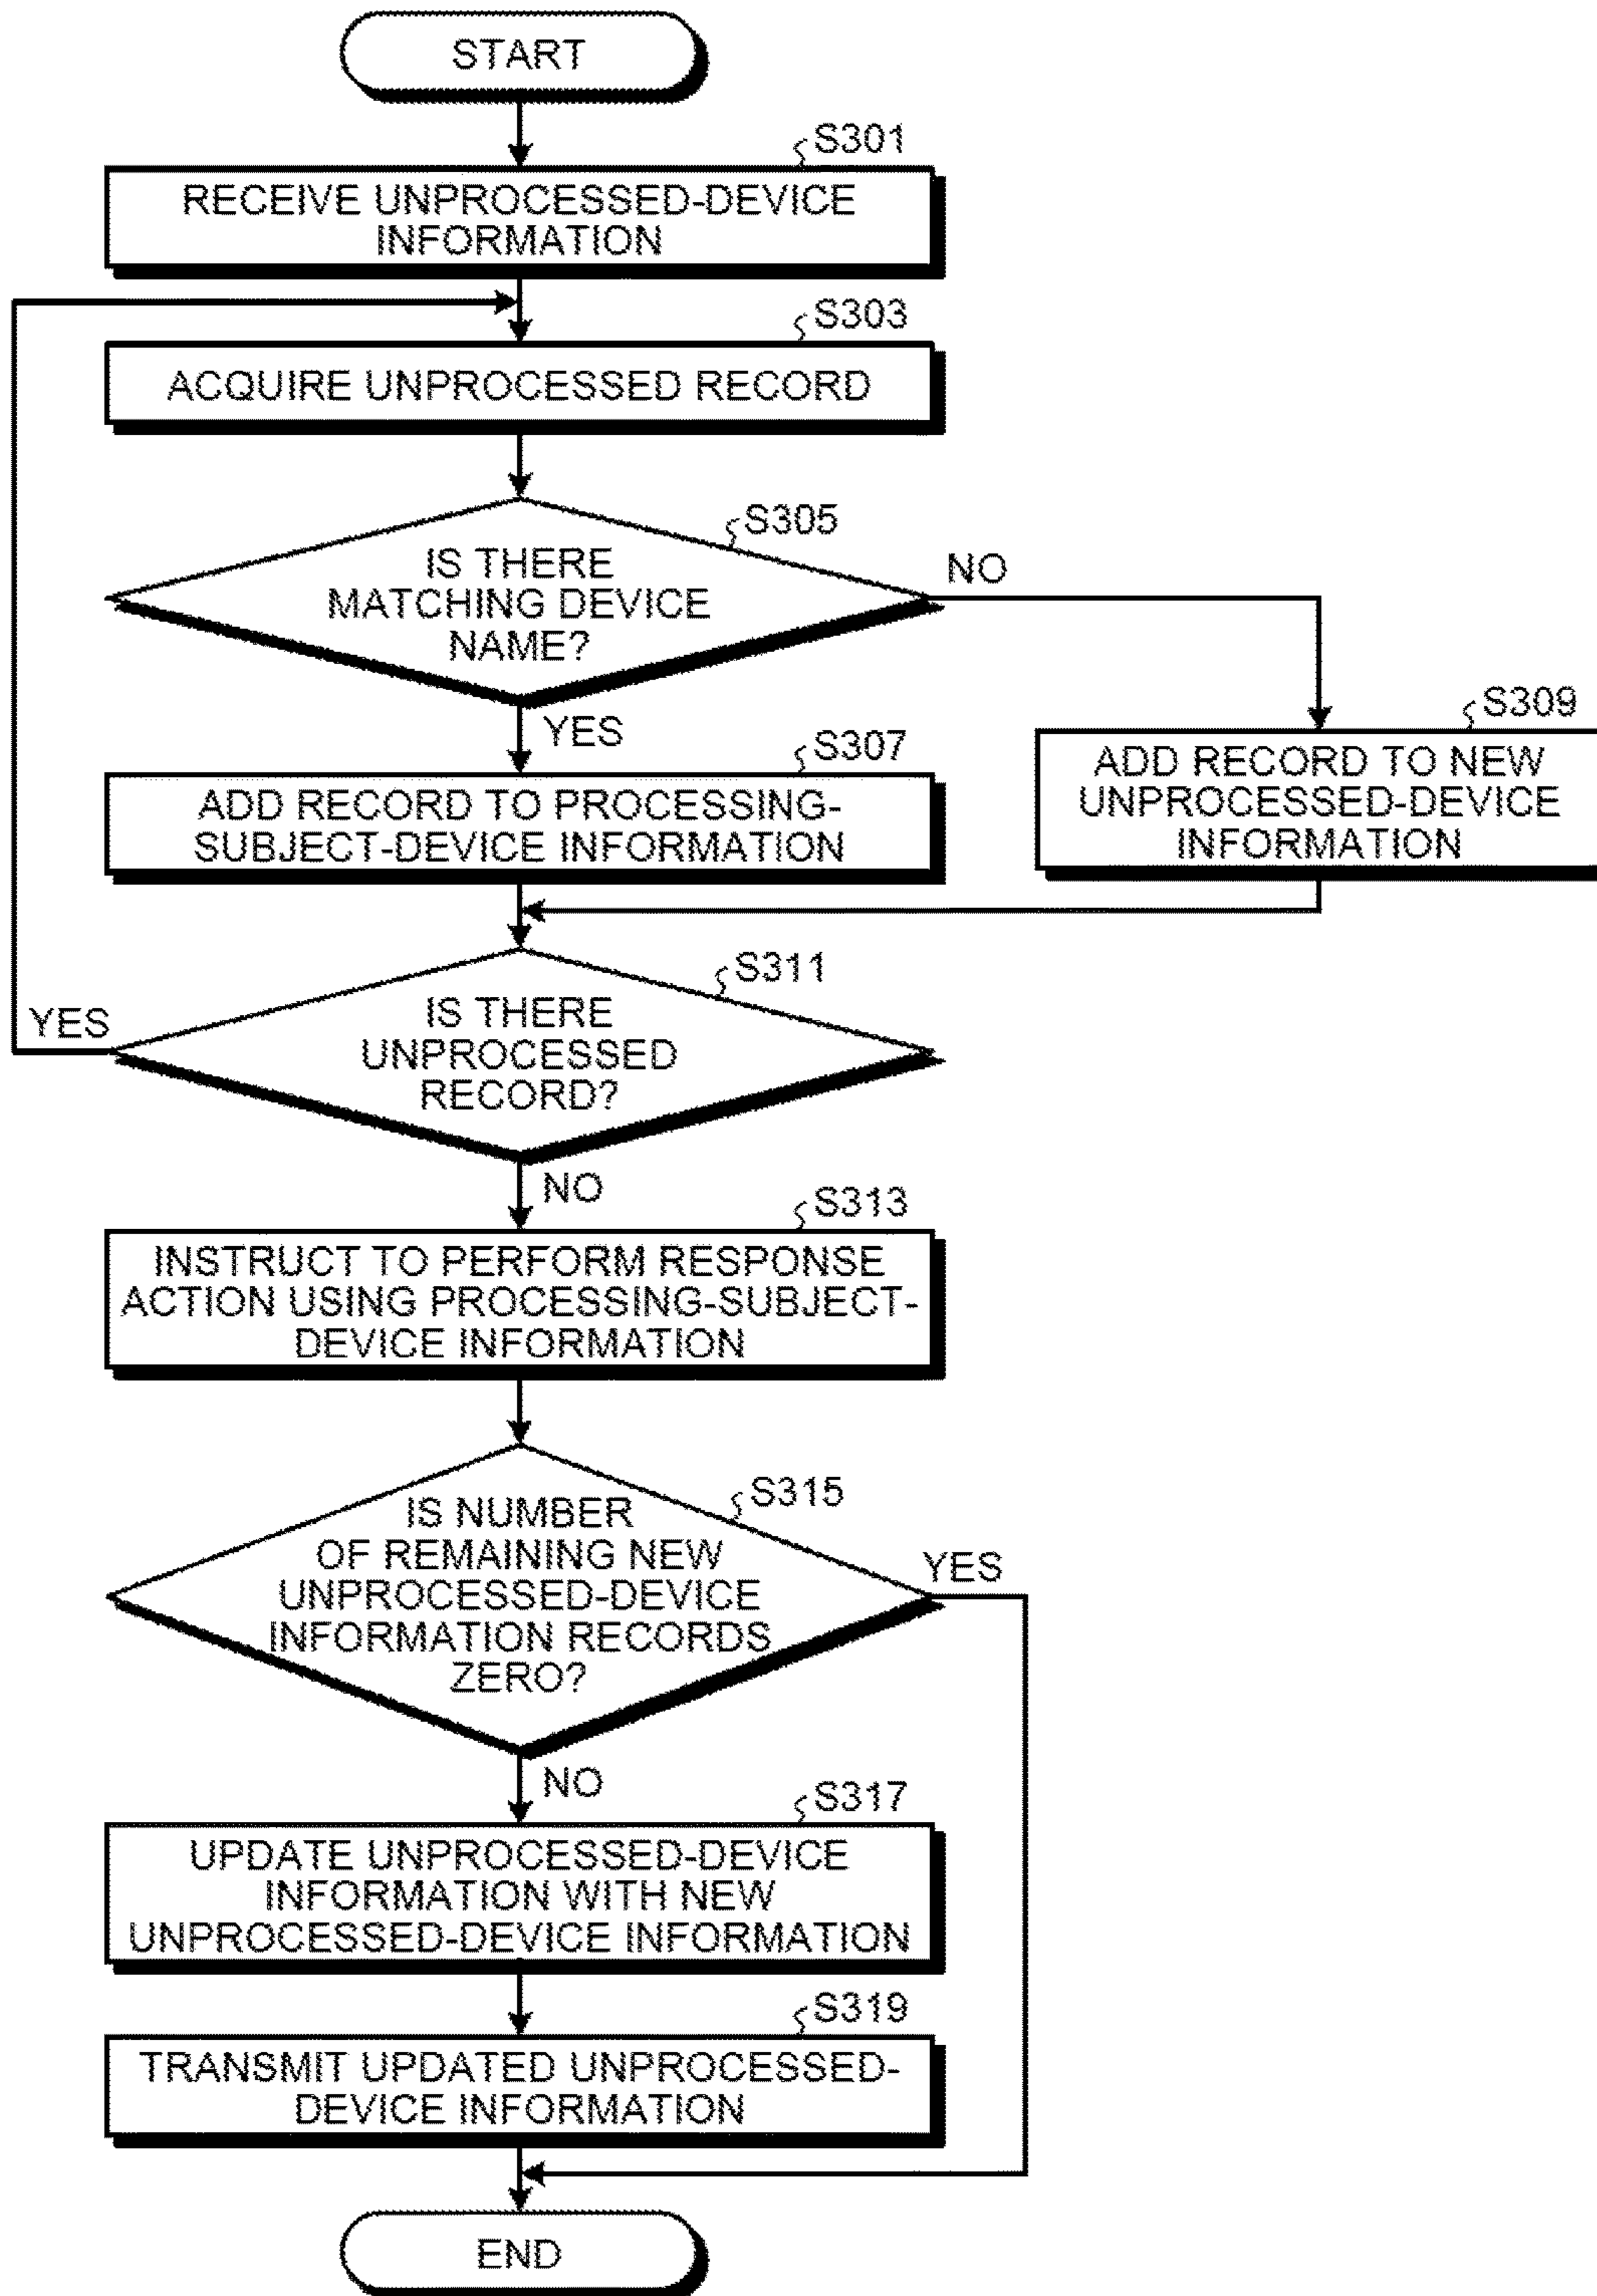 START
S301
RECEIVE UNPROCESSED-DEVICE
INFORMATION
S303
ACQUIRE UNPROCESSED RECORD
S305
IS THERE
MATCHING DEVICE
NAME?
NO
YES
S307
ADD RECORD TO PROCESSING-
SUBJECT-DEVICE INFORMATION
S309
ADD RECORD TO NEW
UNPROCESSED-DEVICE
INFORMATION
S311
IS THERE
UNPROCESSED
RECORD?
YES
NO
S313
INSTRUCT TO PERFORM RESPONSE
ACTION USING PROCESSING-SUBJECT-
DEVICE INFORMATION
S315
IS NUMBER
OF REMAINING NEW
UNPROCESSED-DEVICE
INFORMATION RECORDS
ZERO?
YES
NO
S317
UPDATE UNPROCESSED-DEVICE
INFORMATION WITH NEW
UNPROCESSED-DEVICE INFORMATION
S319
TRANSMIT UPDATED UNPROCESSED-
DEVICE INFORMATION
END